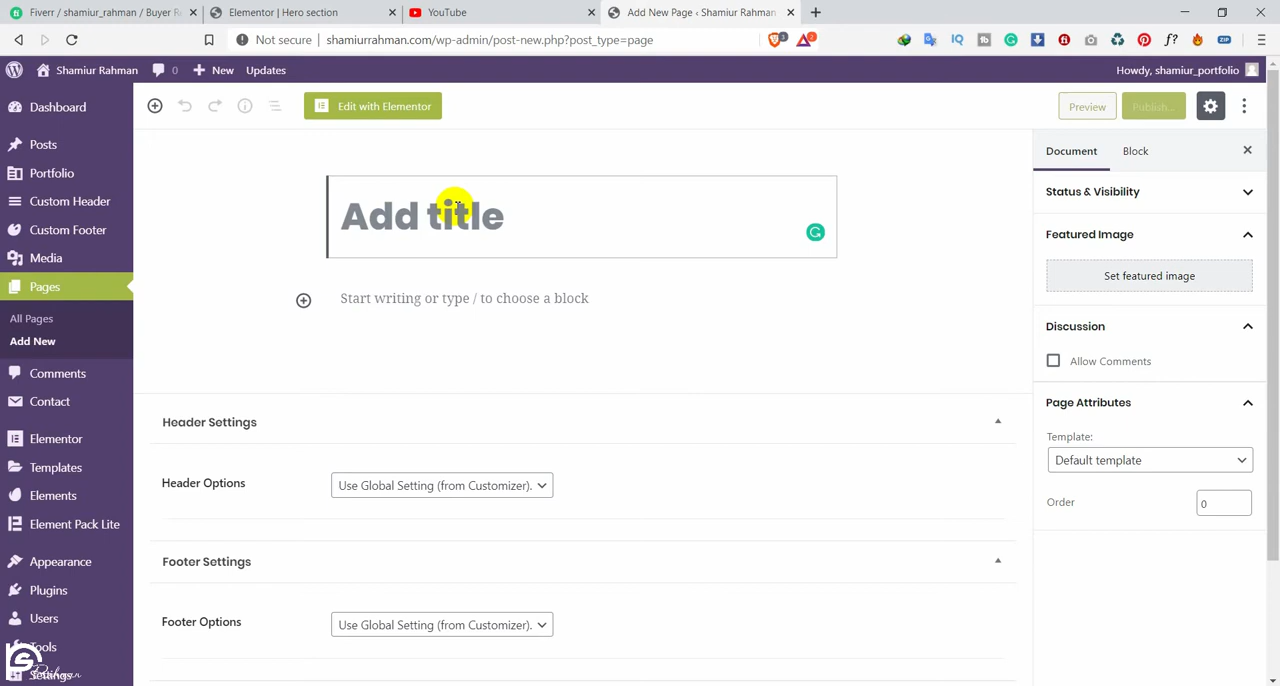 Fiverr / shamiur_rahman / Buyer R
Elementor | Hero section
YouTube
Add New Page ‹ Shamiur Rahman
Not secure
shamiurrahman.com/wp-admin/post-new.php?post_type=page
Shamiur Rahman
0
New
Updates
Howdy, shamiur_portfolio
Dashboard
Posts
Portfolio
Custom Header
Custom Footer
Media
Pages
All Pages
Add New
Comments
Contact
Elementor
Templates
Elements
Element Pack Lite
Appearance
Plugins
Users
Tools
Settings
Edit with Elementor
Preview
Publish...
Add title
Start writing or type / to choose a block
Header Settings
Header Options
Use Global Setting (from Customizer).
Footer Settings
Footer Options
Use Global Setting (from Customizer).
Document
Block
Status & Visibility
Featured Image
Set featured image
Discussion
Allow Comments
Page Attributes
Template:
Default template
Order
0